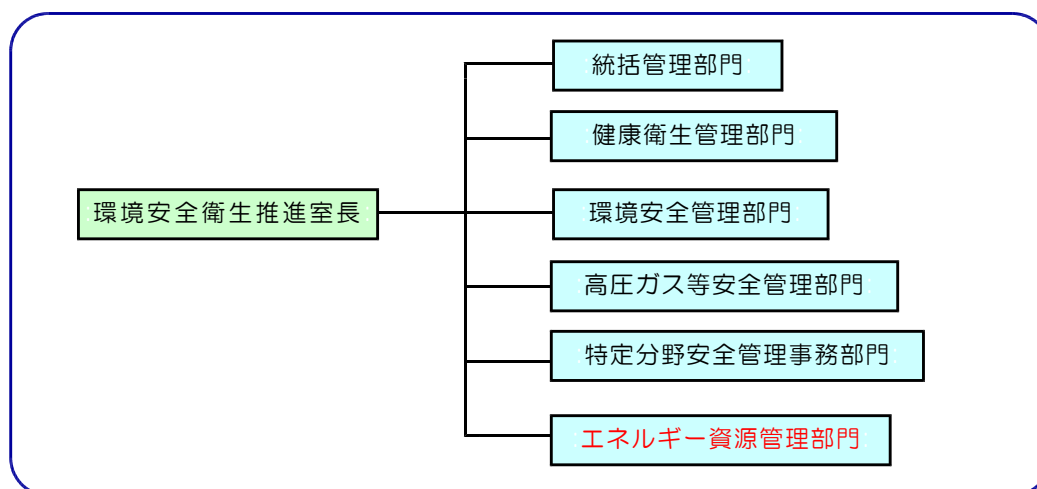 統括管理部門
健康衛生管理部門
環境安全衛生推進室長
環境安全管理部門
高圧ガス等安全管理部門
特定分野安全管理事務部門
エネルギー資源管理部門